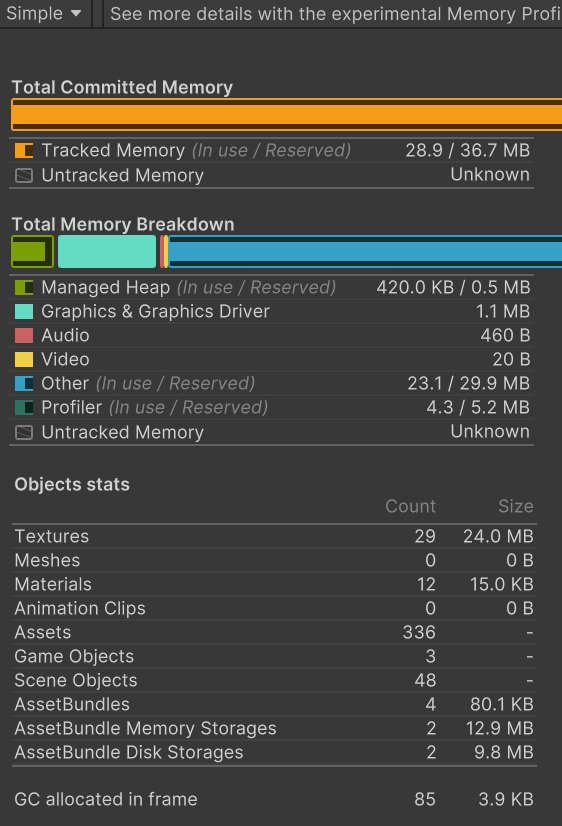 Simple See more details with the experimental Memory Profi
Total Committed Memory
Tracked Memory (In use / Reserved) 28.9 / 36.7 MB
Untracked Memory Unknown
Total Memory Breakdown
Managed Heap (In use / Reserved) 420.0 KB / 0.5 MB
Graphics & Graphics Driver 1.1 MB
Audio 460 B
Video 20 B
Other (In use / Reserved) 23.1 / 29.9 MB
Profiler (In use / Reserved) 4.3 / 5.2 MB
Untracked Memory Unknown
Objects stats
Count Size
Textures 29 24.0 MB
Meshes 0 0 B
Materials 12 15.0 KB
Animation Clips 0 0 B
Assets 336 -
Game Objects 3 -
Scene Objects 48 -
AssetBundles 4 80.1 KB
AssetBundle Memory Storages 2 12.9 MB
AssetBundle Disk Storages 2 9.8 MB
GC allocated in frame 85 3.9 KB